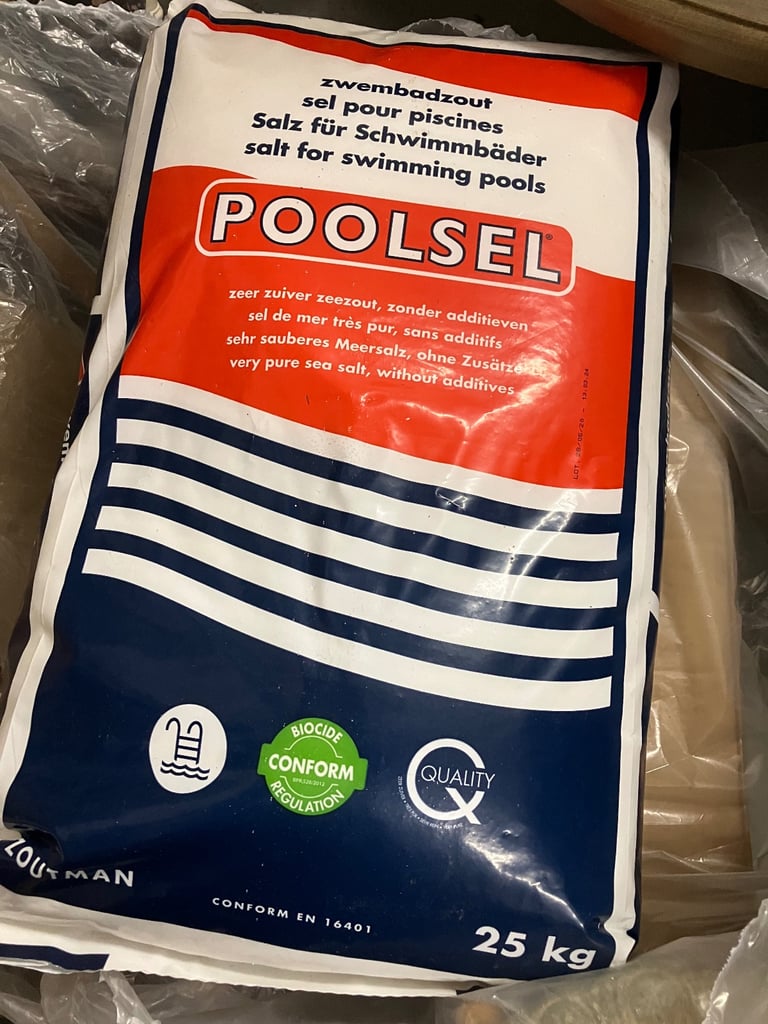 zwembadzout
sel pour piscines
Salz für Schwimmbäder
salt for swimming pools
POOLSEL®
zeer zuiver zeezout, zonder additieven
sel de mer très pur, sans additifs
sehr sauberes Meersalz, ohne Zusätze
very pure sea salt, without additives
BIOCIDE
CONFORM
REGULATION
QUALITY
ZOUTMAN
CONFORM EN 16401
25 kg